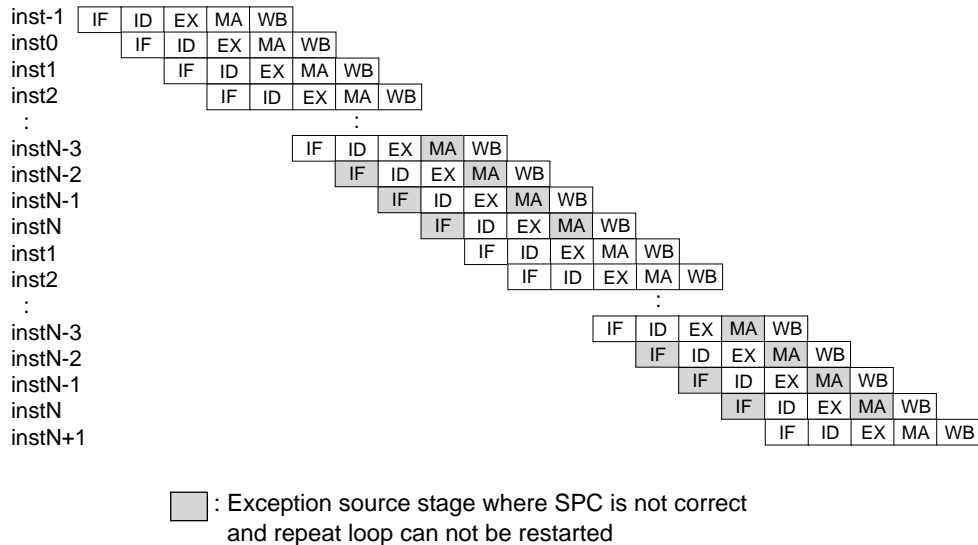 inst-1 IF ID EX MA WB
inst0 IF ID EX MA WB
inst1 IF ID EX MA WB
inst2 IF ID EX MA WB
: :
instN-3 IF ID EX MA WB
instN-2 IF ID EX MA WB
instN-1 IF ID EX MA WB
instN IF ID EX MA WB
inst1 IF ID EX MA WB
inst2 IF ID EX MA WB
: :
instN-3 IF ID EX MA WB
instN-2 IF ID EX MA WB
instN-1 IF ID EX MA WB
instN IF ID EX MA WB
instN+1 IF ID EX MA WB
: Exception source stage where SPC is not correct
and repeat loop can not be restarted